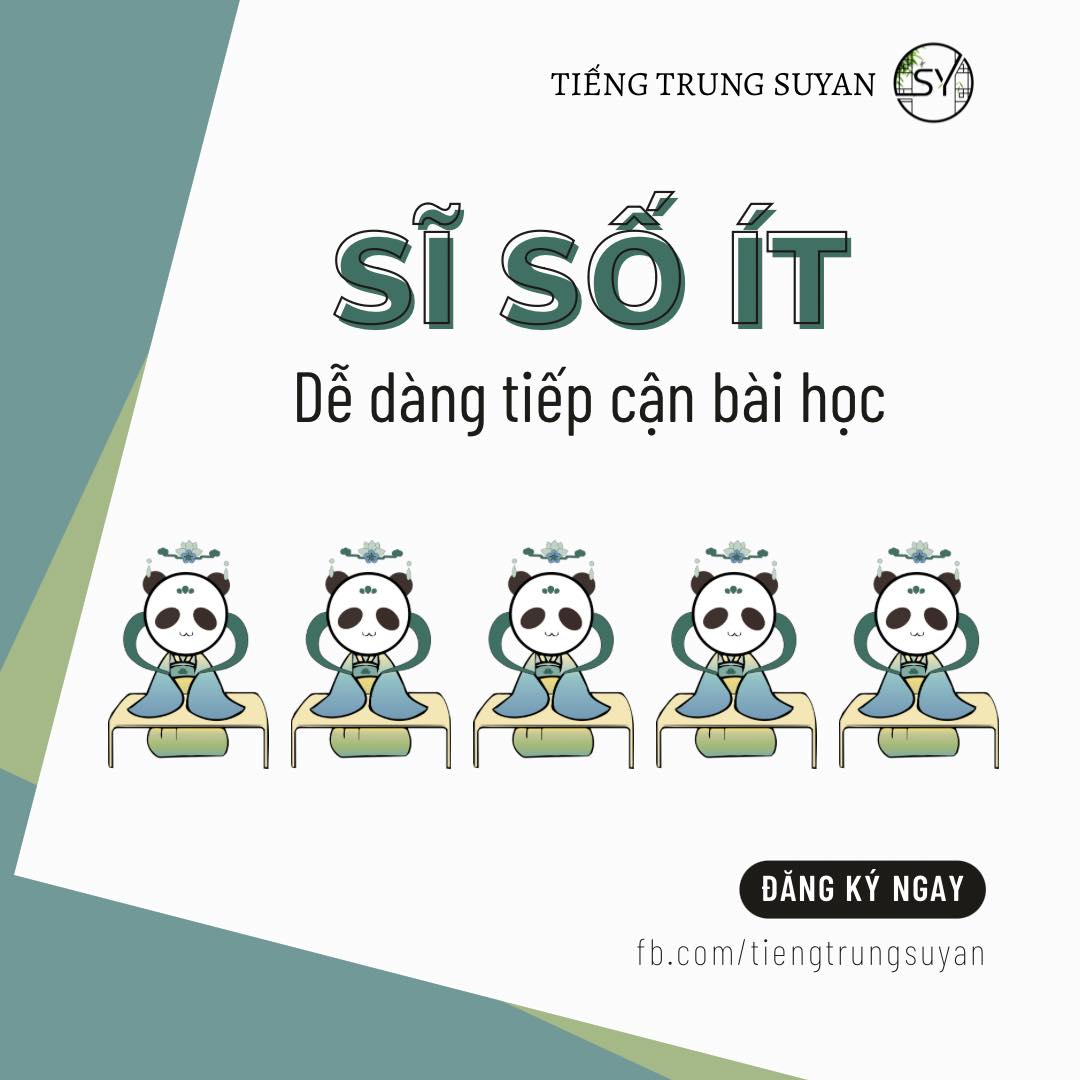 TIẾNG TRUNG SUYAN
SY
SĨ SỐ ÍT
Dễ dàng tiếp cận bài học
ĐĂNG KÝ NGAY
fb.com/tiengtrungsuyan